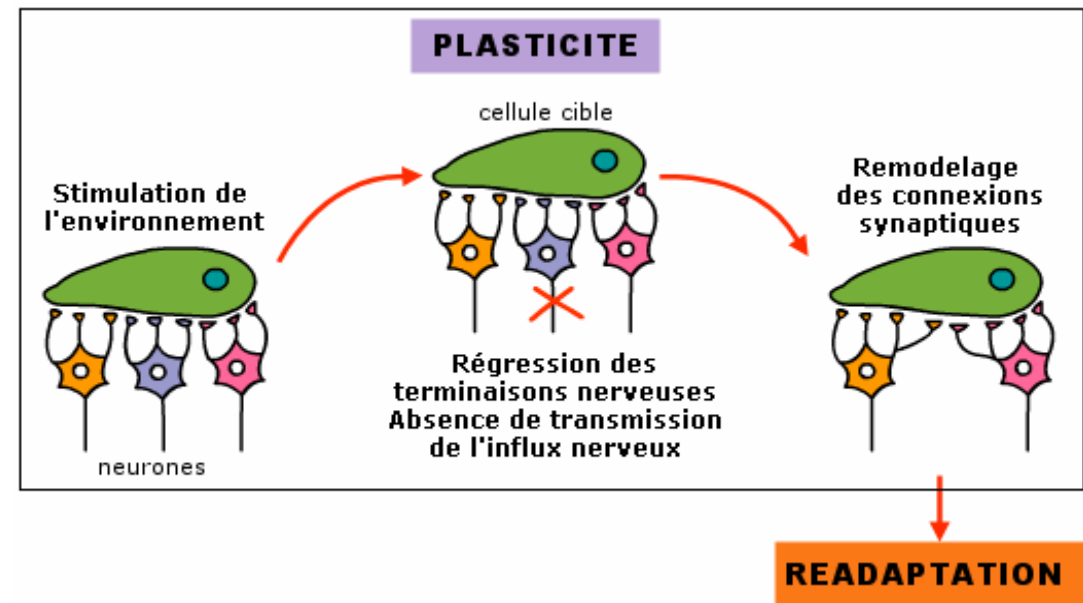 PLASTICITE
cellule cible
Stimulation de
l'environnement
neurones
Régression des
terminaisons nerveuses
Absence de transmission
de l'influx nerveux
Remodelage
des connexions
synaptiques
READAPTATION